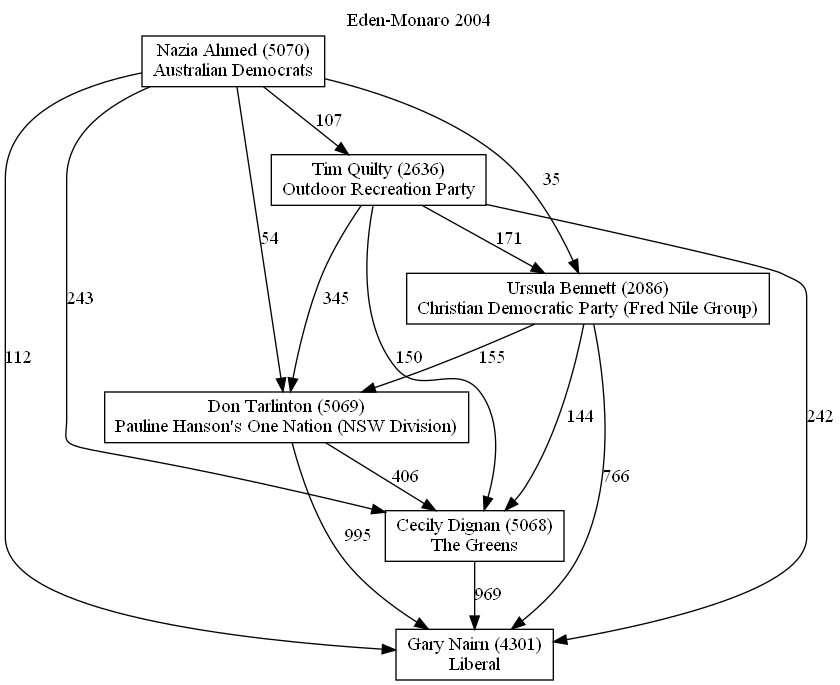 Eden-Monaro 2004
Nazia Ahmed (5070)
Australian Democrats
107
Tim Quilty (2636)
Outdoor Recreation Party
35
54
171
243
345
Ursula Bennett (2086)
Christian Democratic Party (Fred Nile Group)
112
150
155
Don Tarlinton (5069)
Pauline Hanson's One Nation (NSW Division)
144
242
406
766
995
Cecily Dignan (5068)
The Greens
969
Gary Nairn (4301)
Liberal